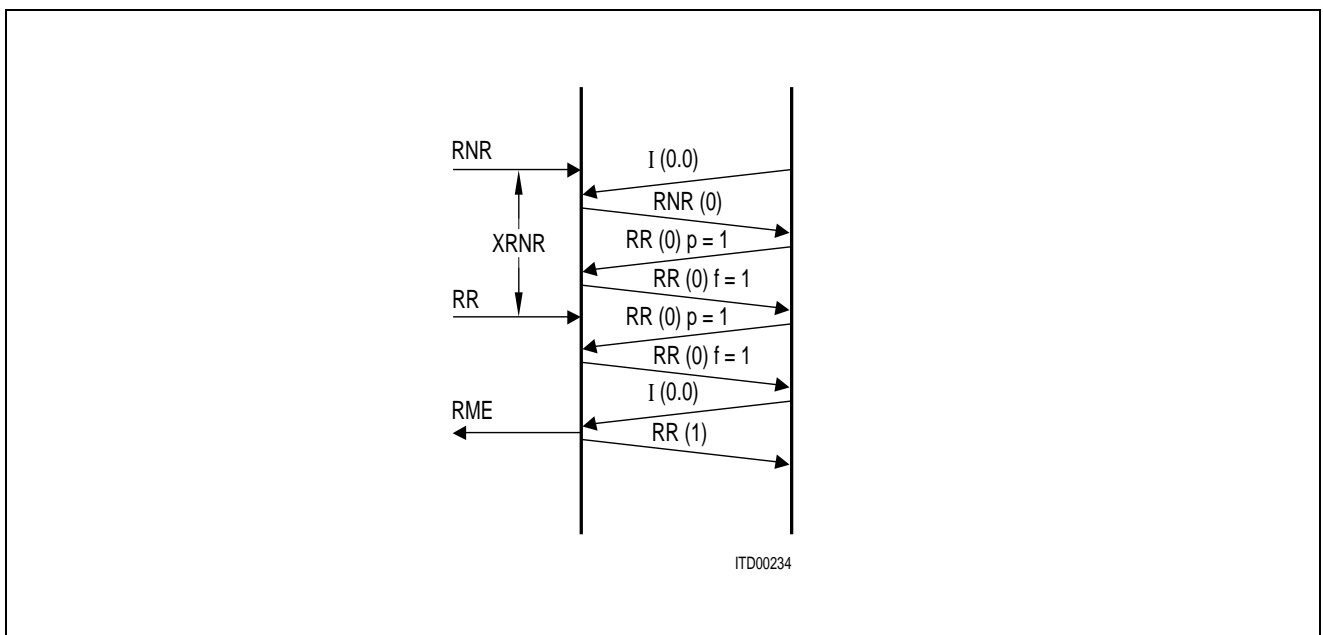 RNR
I (0.0)
RNR (0)
XRNR
RR (0) p = 1
RR (0) f = 1
RR
RR (0) p = 1
RR (0) f = 1
I (0.0)
RME
RR (1)
ITD00234